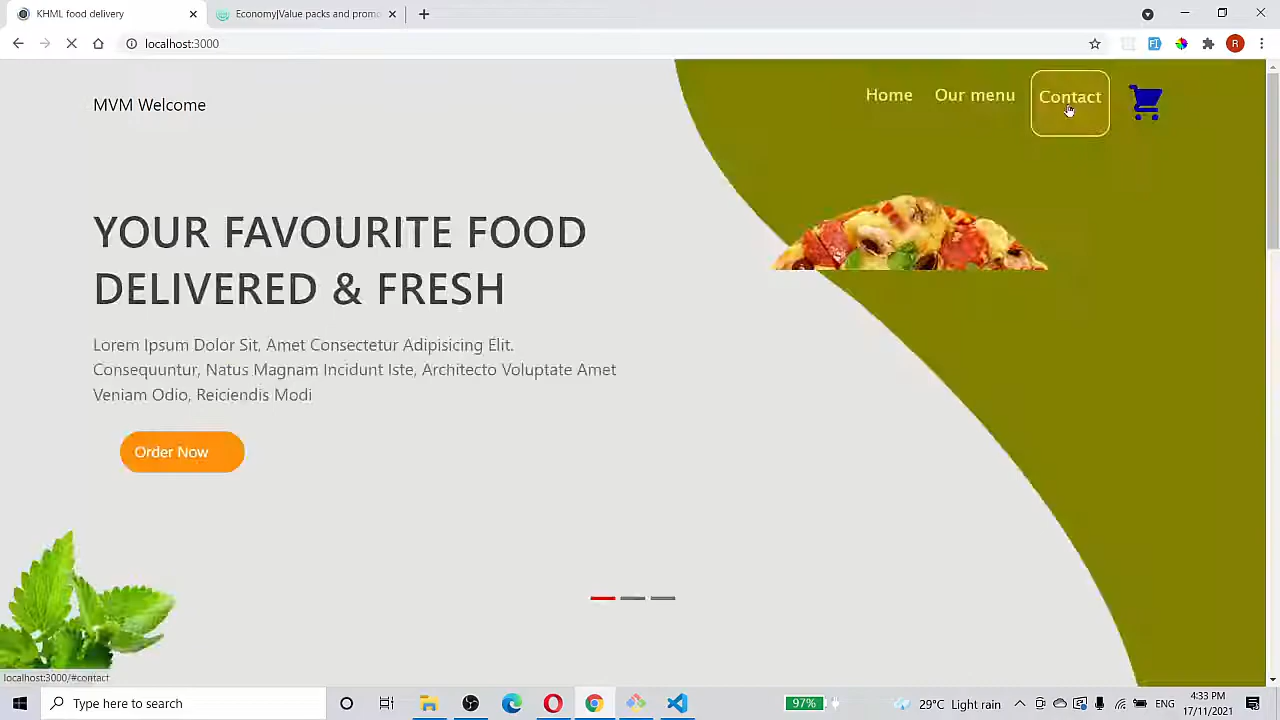 KHML food delivery
Economy|Value packs and promo
localhost:3000
MVM Welcome
Home
Our menu
Contact
YOUR FAVOURITE FOOD
DELIVERED & FRESH
Lorem Ipsum Dolor Sit, Amet Consectetur Adipisicing Elit.
Consequuntur, Natus Magnam Incidunt Iste, Architecto Voluptate Amet
Veniam Odio, Reiciendis Modi
Order Now
localhost:3000/#contact
Type here to search
97%
29°C Light rain
ENG
4:33 PM
17/11/2021
R